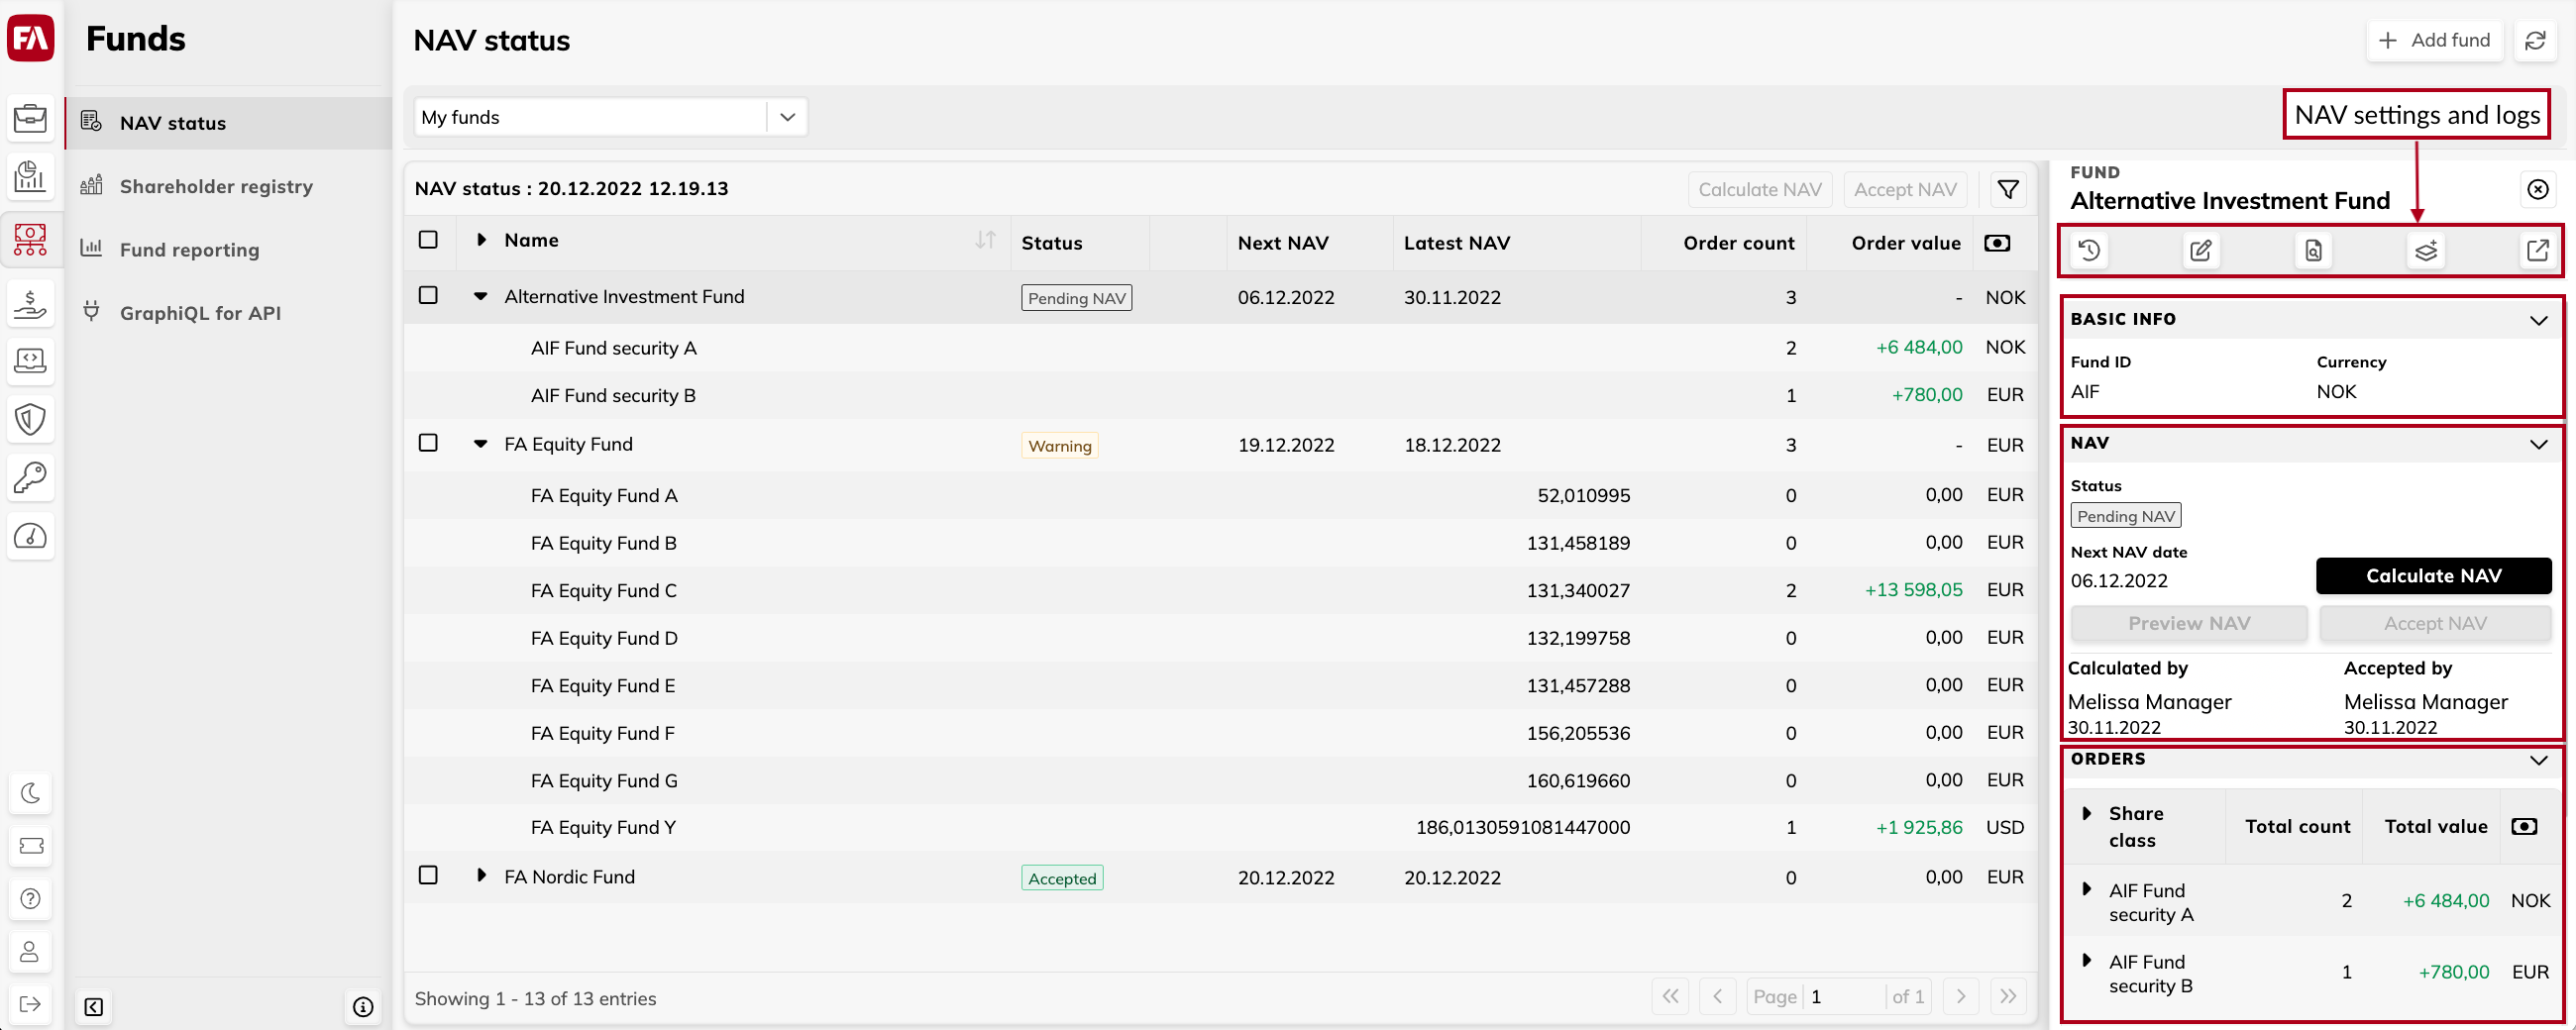 FA
Funds
NAV status
Shareholder registry
Fund reporting
GraphiQL for API
NAV status
Add fund
My funds
NAV settings and logs
NAV status : 20.12.2022 12.19.13
Calculate NAV Accept NAV
Name Status Next NAV Latest NAV Order count Order value
Alternative Investment Fund Pending NAV 06.12.2022 30.11.2022 3 - NOK
AIF Fund security A 2 +6 484,00 NOK
AIF Fund security B 1 +780,00 EUR
FA Equity Fund Warning 19.12.2022 18.12.2022 3 - EUR
FA Equity Fund A 52,010995 0 0,00 EUR
FA Equity Fund B 131,458189 0 0,00 EUR
FA Equity Fund C 131,340027 2 +13 598,05 EUR
FA Equity Fund D 132,199758 0 0,00 EUR
FA Equity Fund E 131,457288 0 0,00 EUR
FA Equity Fund F 156,205536 0 0,00 EUR
FA Equity Fund G 160,619660 0 0,00 EUR
FA Equity Fund Y 186,0130591081447000 1 +1 925,86 USD
FA Nordic Fund Accepted 20.12.2022 20.12.2022 0 0,00 EUR
Showing 1 - 13 of 13 entries
Page 1 of 1
FUND
Alternative Investment Fund
BASIC INFO
Fund ID Currency
AIF NOK
NAV
Status
Pending NAV
Next NAV date
06.12.2022 Calculate NAV
Preview NAV Accept NAV
Calculated by Accepted by
Melissa Manager Melissa Manager
30.11.2022 30.11.2022
ORDERS
Share
class Total count Total value
AIF Fund
security A 2 +6 484,00 NOK
AIF Fund
security B 1 +780,00 EUR